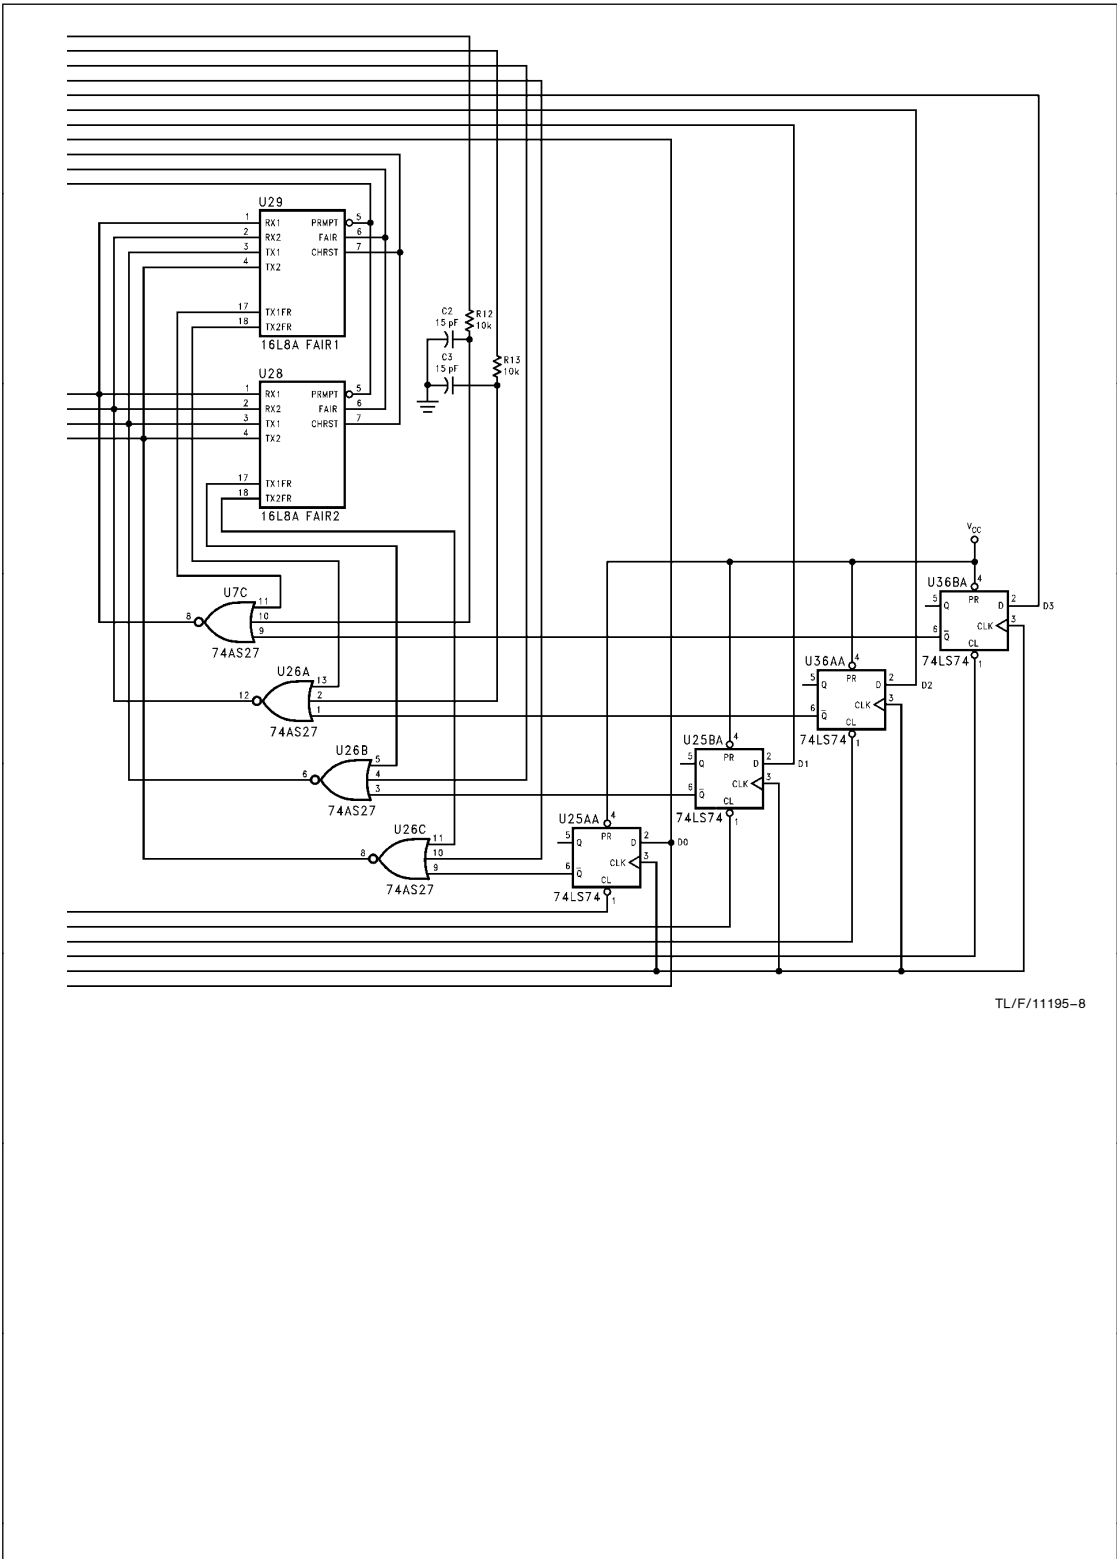 U29
1 RX1 PRMPT 5
2 RX2 FAIR 6
3 TX1 CHRST 7
4 TX2
17 TX1FR
18 TX2FR
16L8A FAIR1
C2
15 pF
R12
10k
C3
15 pF
R13
10k
U28
1 RX1 PRMPT 5
2 RX2 FAIR 6
3 TX1 CHRST 7
4 TX2
17 TX1FR
18 TX2FR
16L8A FAIR2
VCC
U7C
8 11
10
9
74AS27
U36BA 4
5 Q PR D 2 D3
CLK 3
6 Q̅ CL
74LS74 1
U26A
12 13
2
1
74AS27
U36AA 4
5 Q PR D 2 D2
CLK 3
6 Q̅ CL
74LS74 1
U26B
6 5
4
3
74AS27
U25BA 4
5 Q PR D 2 D1
CLK 3
6 Q̅ CL
74LS74 1
U26C
8 11
10
9
74AS27
U25AA 4
5 Q PR D 2 D0
CLK 3
6 Q̅ CL
74LS74 1
TL/F/11195–8